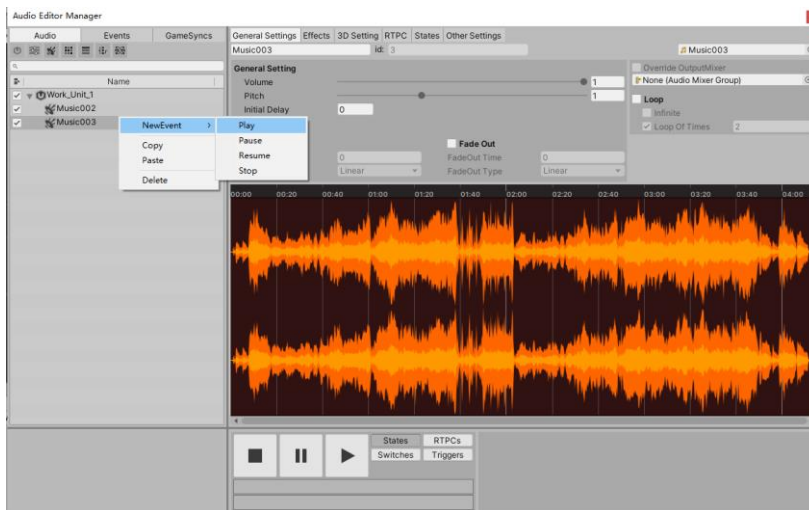 Audio Editor Manager
Audio Events GameSyncs
General Settings Effects 3D Setting RTPC States Other Settings
Music003 id: 3 Music003
General Setting
Override OutputMixer
Name
Volume 1
None (Audio Mixer Group)
Work_Unit_1
Pitch 1
Loop
Music002
Initial Delay 0
Infinite
Music003
Loop Of Times 2
NewEvent Play
Copy Pause
Paste Resume
Delete Stop
Fade Out
0 FadeOut Time 0
Linear FadeOut Type Linear
00:00 00:20 00:40 01:00 01:20 01:40 02:00 02:20 02:40 03:00 03:20 03:40 04:00
States RTPCs
Switches Triggers